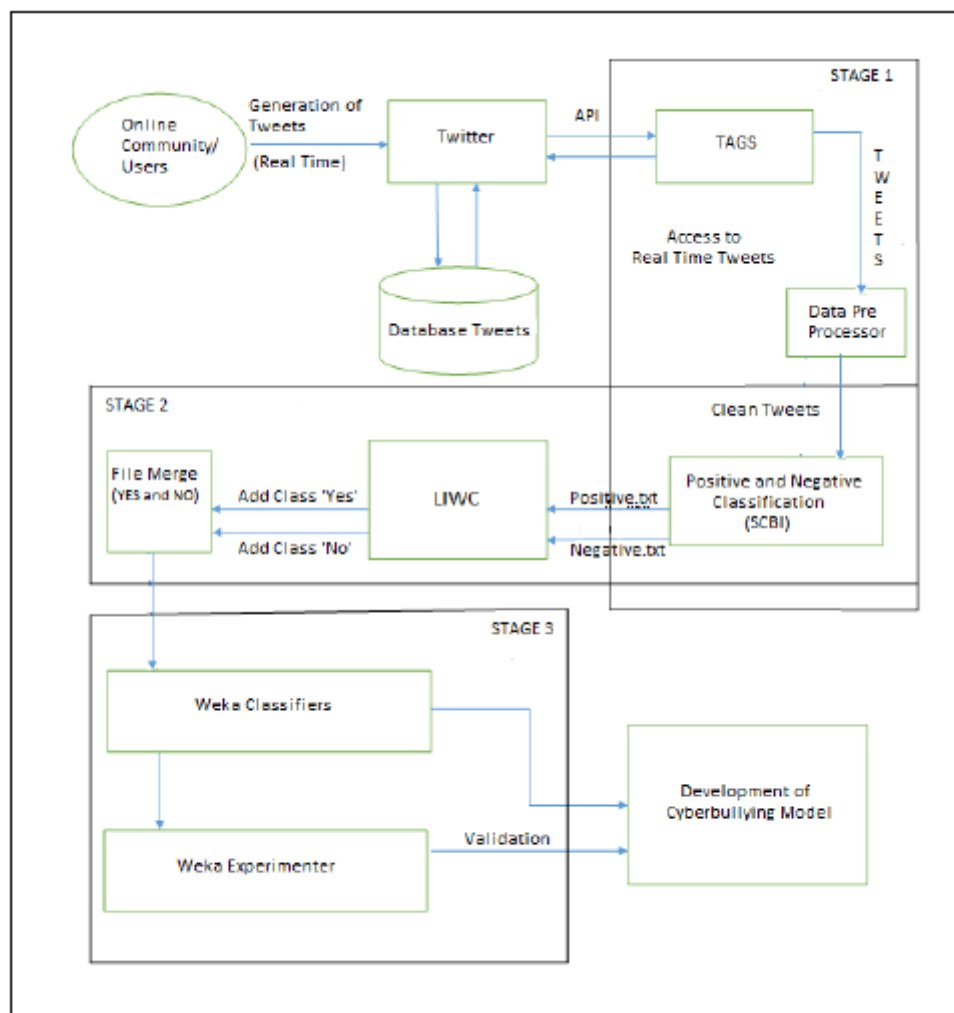 STAGE 1
Generation of
Tweets
(Real Time)
Online
Community/
Users
Twitter
API
TAGS
TWEETS
Access to
Real Time Tweets
Database Tweets
Data Pre
Processor
STAGE 2
Clean Tweets
File Merge
(YES and NO)
Add Class 'Yes'
Add Class 'No'
LIWC
Positive.txt
Negative.txt
Positive and Negative
Classification
(SCBI)
STAGE 3
Weka Classifiers
Weka Experimenter
Validation
Development of
Cyberbullying Model